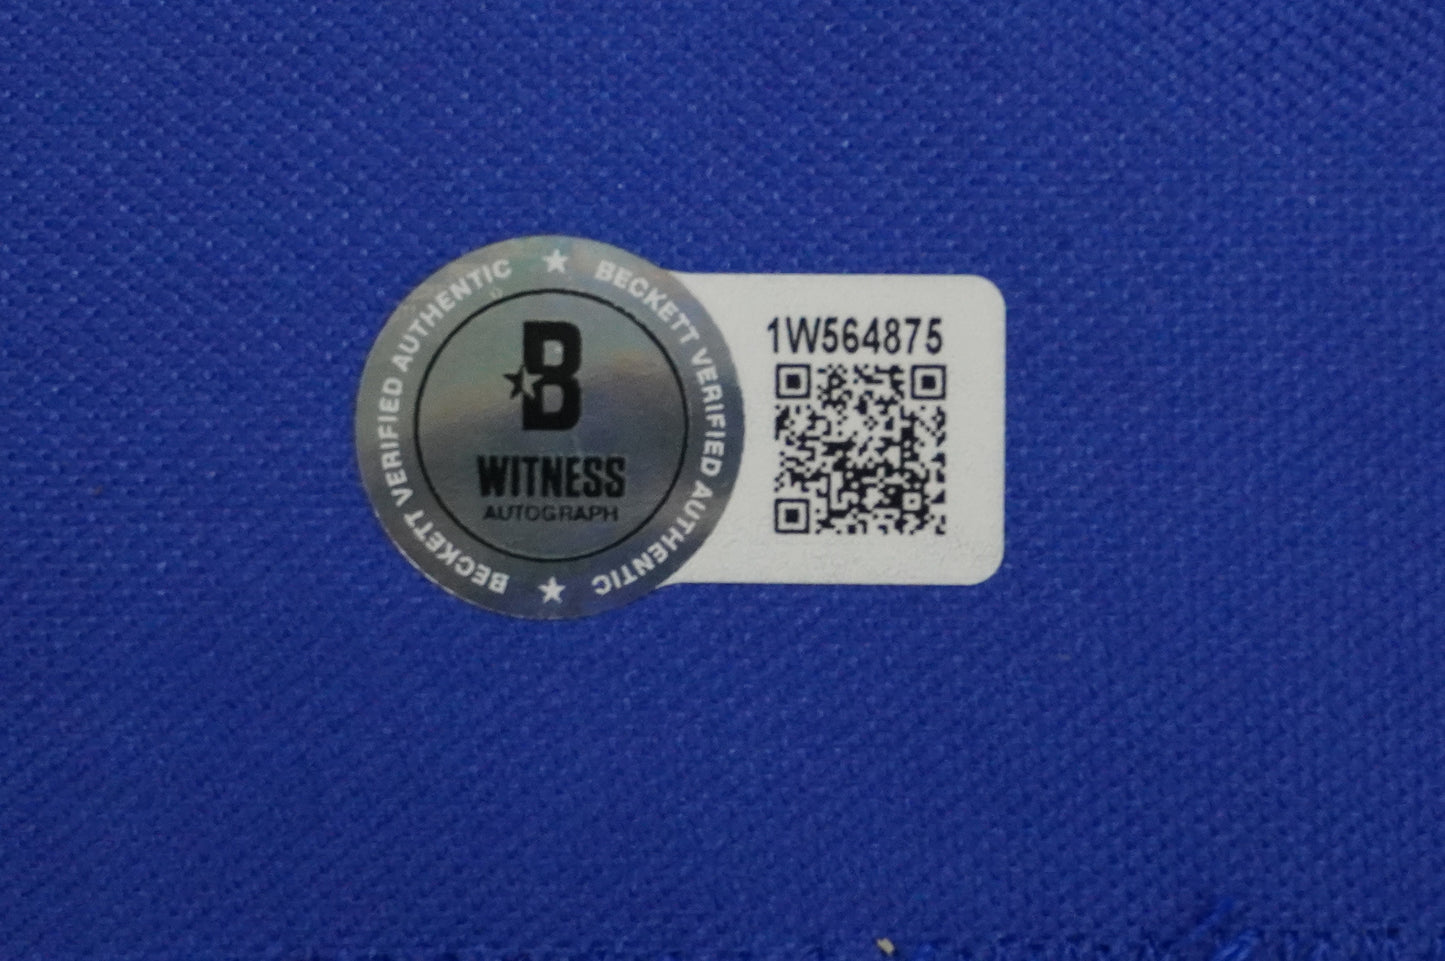 BECKETT VERIFIED AUTHENTIC ★ BECKETT VERIFIED AUTHENTIC ★
B
WITNESS
AUTOGRAPH
1W564875